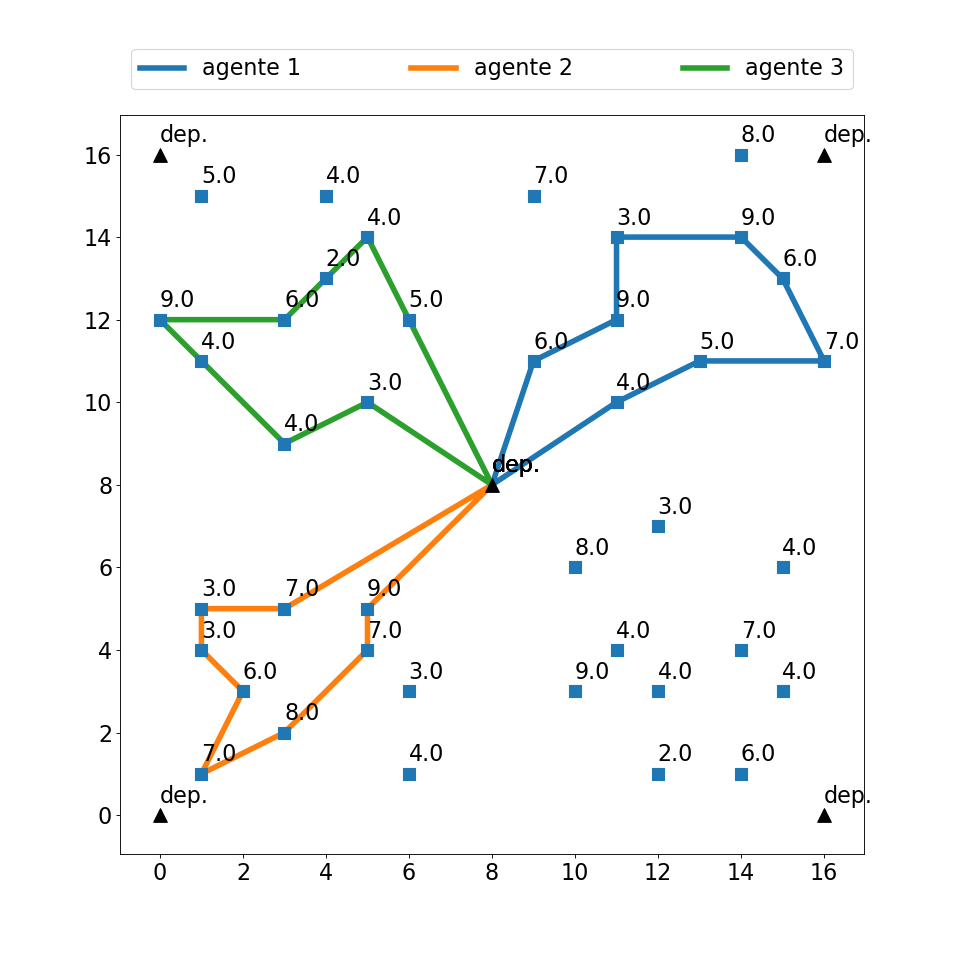 agente 1 agente 2 agente 3
dep. 8.0 dep.
16
5.0 4.0 7.0
4.0 3.0 9.0
14
2.0 6.0
9.0 6.0 5.0 9.0
12
4.0 6.0 5.0 7.0
3.0 4.0
10
4.0
dep.
8
3.0
8.0 4.0
6
3.0 7.0 9.0
3.0 7.0 4.0 7.0
4
6.0 3.0 9.0 4.0 4.0
8.0
2
7.0 4.0 2.0 6.0
dep. dep.
0
0 2 4 6 8 10 12 14 16